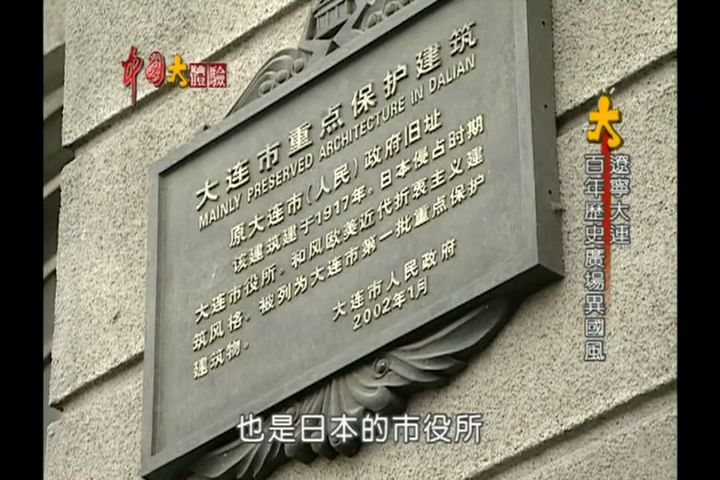 中國大體驗
大连市重点保护建筑
MAINLY PRESERVED ARCHITECTURE IN DALIAN
原大连市(人民)政府旧址
该建筑建于1917年。日本侵占时期
大连市役所、和风欧美近代折衷主义建
筑风格、被列为大连市第一批重点保护
建筑物、
大连市人民政府
2002年1月
大
遼寧大連
百年歷史廣場異國風
也是日本的市役所